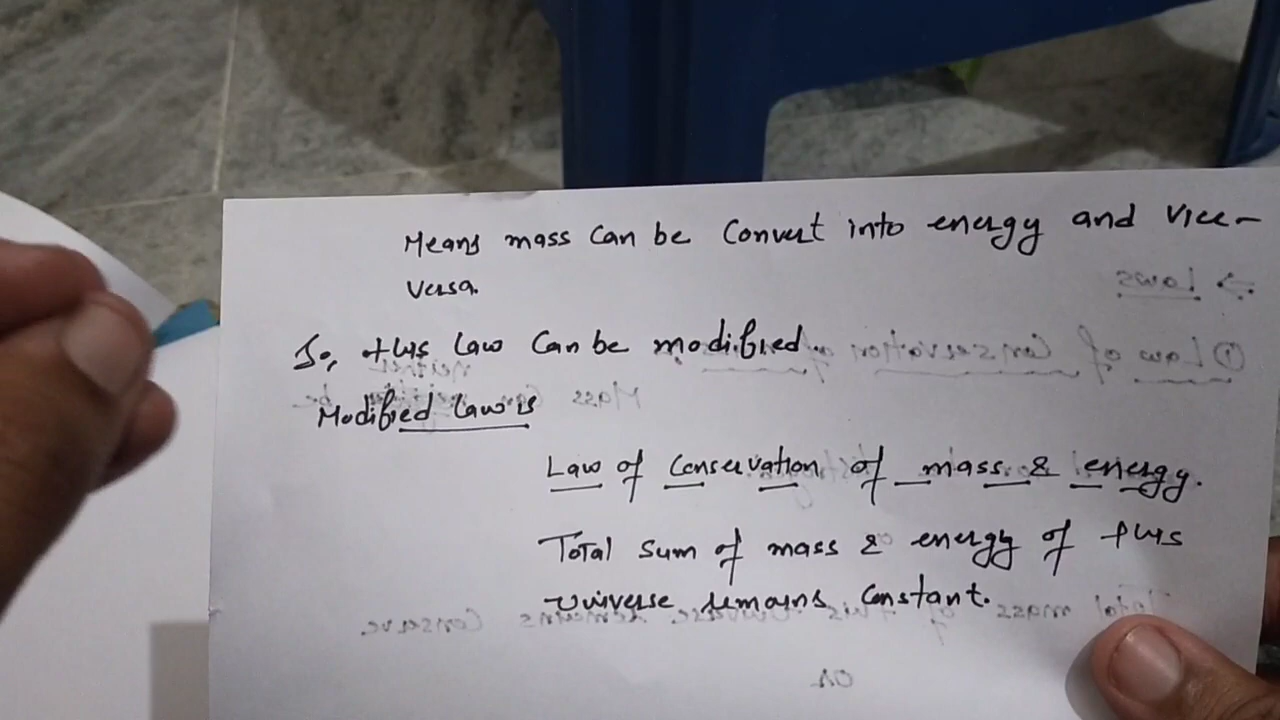 Means mass can be convert into energy and vice-
versa.
So, this law can be modified.
Modified law is
Law of Conservation of mass & energy.
Total sum of mass & energy of this
universe remains constant.